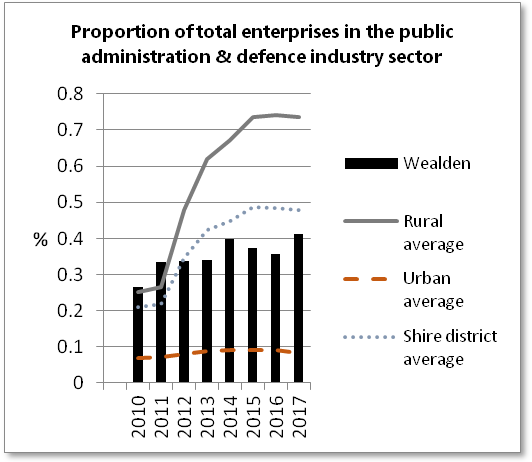 Proportion of total enterprises in the public
administration & defence industry sector
0.8
0.7
0.6
0.5
0.4
0.3
0.2
0.1
0
%
2010
2011
2012
2013
2014
2015
2016
2017
Wealden
Rural
average
Urban
average
Shire district
average